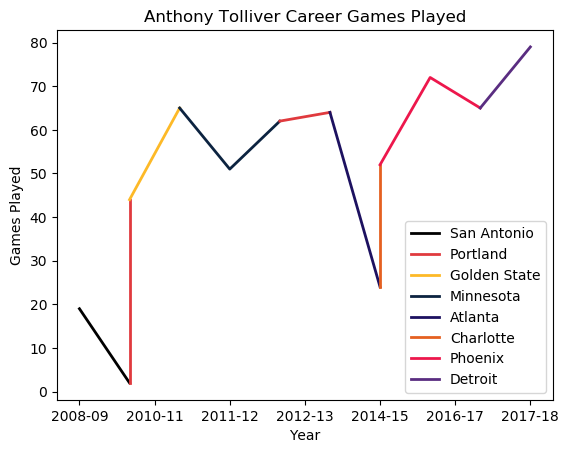 Anthony Tolliver Career Games Played
Games Played
80
70
60
50
40
30
20
10
0
San Antonio
Portland
Golden State
Minnesota
Atlanta
Charlotte
Phoenix
Detroit
2008-09 2010-11 2011-12 2012-13 2014-15 2016-17 2017-18
Year